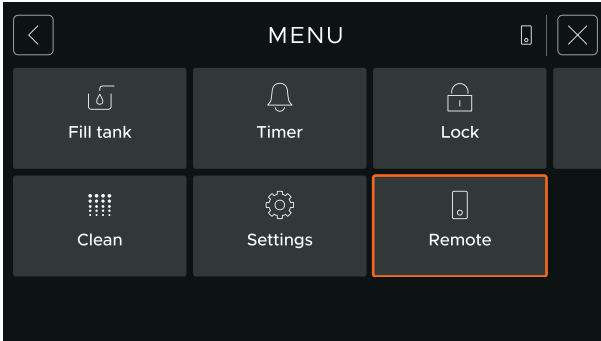 MENU
Fill tank
Timer
Lock
Clean
Settings
Remote